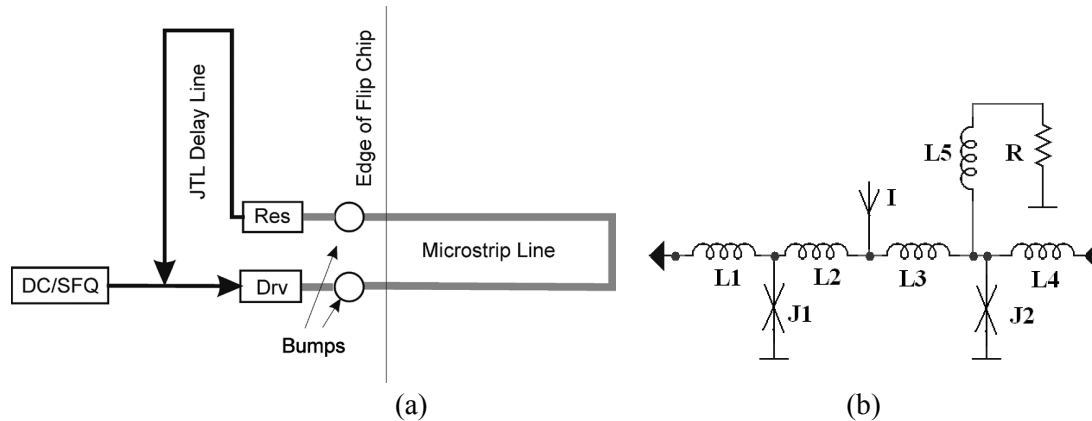 JTL Delay Line
Edge of Flip Chip
Res
Microstrip Line
DC/SFQ
Drv
Bumps
(a)
L5
R
I
L1
L2
L3
L4
J1
J2
(b)